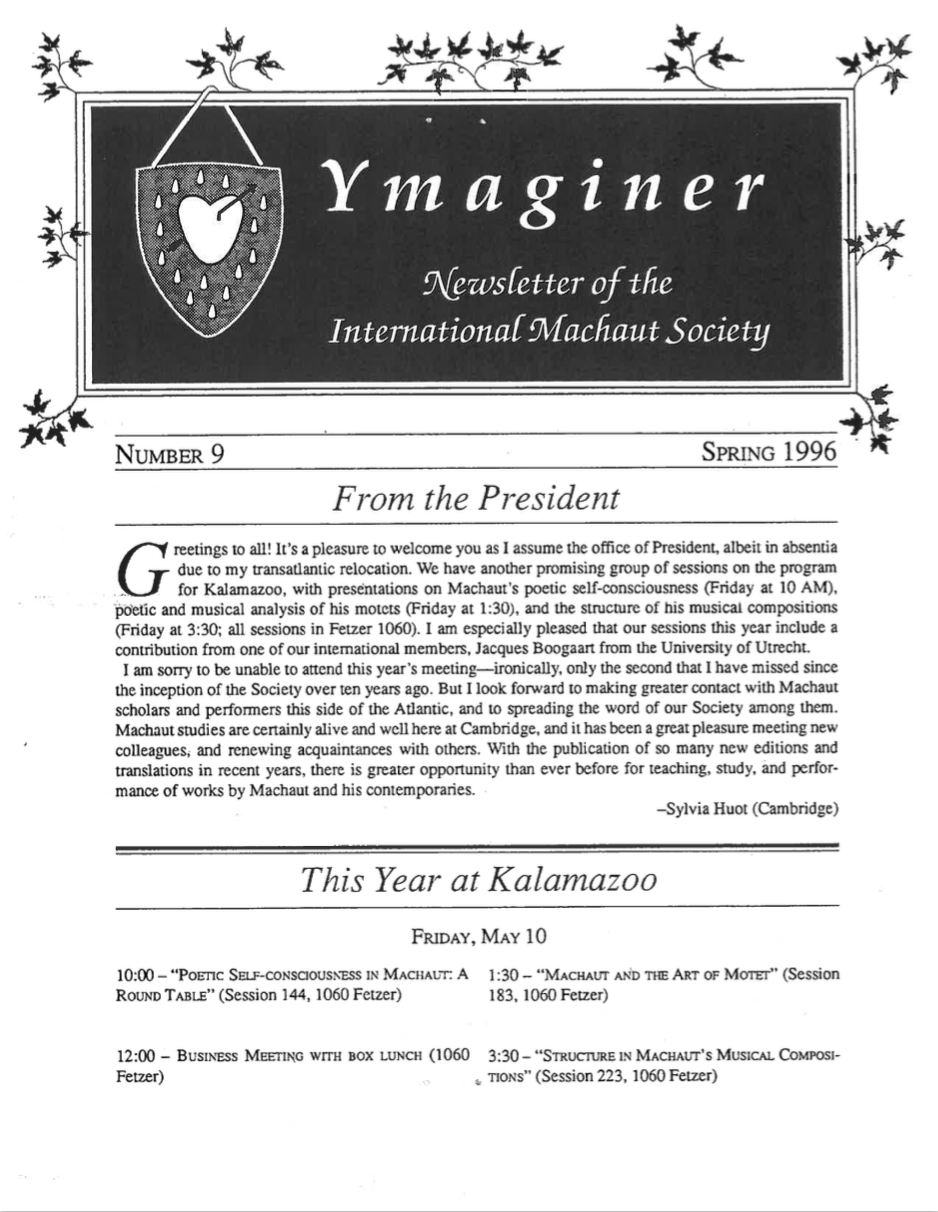 Ymaginer
Newsletter of the
International Machaut Society
NUMBER 9
SPRING 1996
From the President
Greetings to all! It's a pleasure to welcome you as I assume the office of President, albeit in absentia
due to my transatlantic relocation. We have another promising group of sessions on the program
for Kalamazoo, with presentations on Machaut's poetic self-consciousness (Friday at 10 AM),
poetic and musical analysis of his motets (Friday at 1:30), and the structure of his musical compositions
(Friday at 3:30; all sessions in Fetzer 1060). I am especially pleased that our sessions this year include a
contribution from one of our international members, Jacques Boogaart from the University of Utrecht.
I am sorry to be unable to attend this year's meeting—ironically, only the second that I have missed since
the inception of the Society over ten years ago. But I look forward to making greater contact with Machaut
scholars and performers this side of the Atlantic, and to spreading the word of our Society among them.
Machaut studies are certainly alive and well here at Cambridge, and it has been a great pleasure meeting new
colleagues, and renewing acquaintances with others. With the publication of so many new editions and
translations in recent years, there is greater opportunity than ever before for teaching, study, and perfor-
mance of works by Machaut and his contemporaries.
–Sylvia Huot (Cambridge)
This Year at Kalamazoo
FRIDAY, MAY 10
10:00 – "POETIC SELF-CONSCIOUSNESS IN MACHAUT: A
ROUND TABLE" (Session 144, 1060 Fetzer)
12:00 – BUSINESS MEETING WITH BOX LUNCH (1060
Fetzer)
1:30 – "MACHAUT AND THE ART OF MOTET" (Session
183, 1060 Fetzer)
3:30 – "STRUCTURE IN MACHAUT'S MUSICAL COMPOSI-
TIONS" (Session 223, 1060 Fetzer)